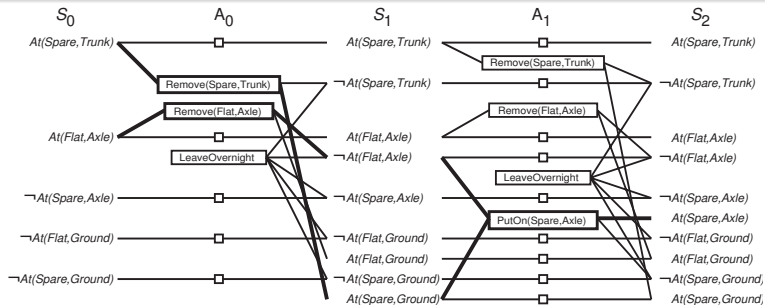 S₀ A₀ S₁ A₁ S₂
At(Spare,Trunk) At(Spare,Trunk) At(Spare,Trunk)
Remove(Spare,Trunk)
Remove(Spare,Trunk) ¬At(Spare,Trunk) ¬At(Spare,Trunk)
Remove(Flat,Axle) Remove(Flat,Axle)
At(Flat,Axle) At(Flat,Axle) At(Flat,Axle)
LeaveOvernight ¬At(Flat,Axle) ¬At(Flat,Axle)
LeaveOvernight
¬At(Spare,Axle) ¬At(Spare,Axle) ¬At(Spare,Axle)
PutOn(Spare,Axle) At(Spare,Axle)
¬At(Flat,Ground) ¬At(Flat,Ground) ¬At(Flat,Ground)
At(Flat,Ground) At(Flat,Ground)
¬At(Spare,Ground) ¬At(Spare,Ground) ¬At(Spare,Ground)
At(Spare,Ground) At(Spare,Ground)